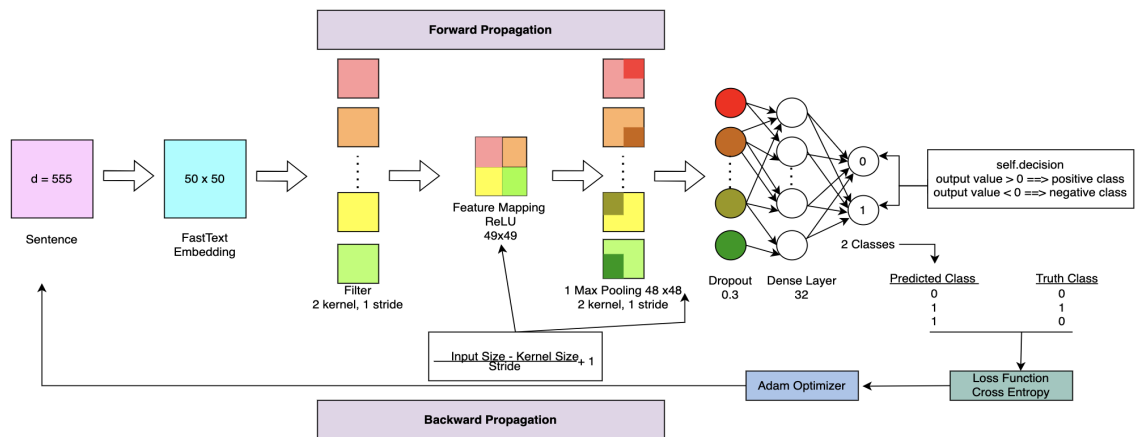 Forward Propagation
d = 555
Sentence
50 x 50
FastText
Embedding
Filter
2 kernel, 1 stride
Feature Mapping
ReLU
49x49
1 Max Pooling 48 x48
2 kernel, 1 stride
Dropout
0.3
Dense Layer
32
0
1
2 Classes
self.decision
output value > 0 ==> positive class
output value < 0 ==> negative class
Predicted Class Truth Class
0 0
1 1
1 0
Input Size - Kernel Size
Stride
+ 1
Adam Optimizer
Loss Function
Cross Entropy
Backward Propagation